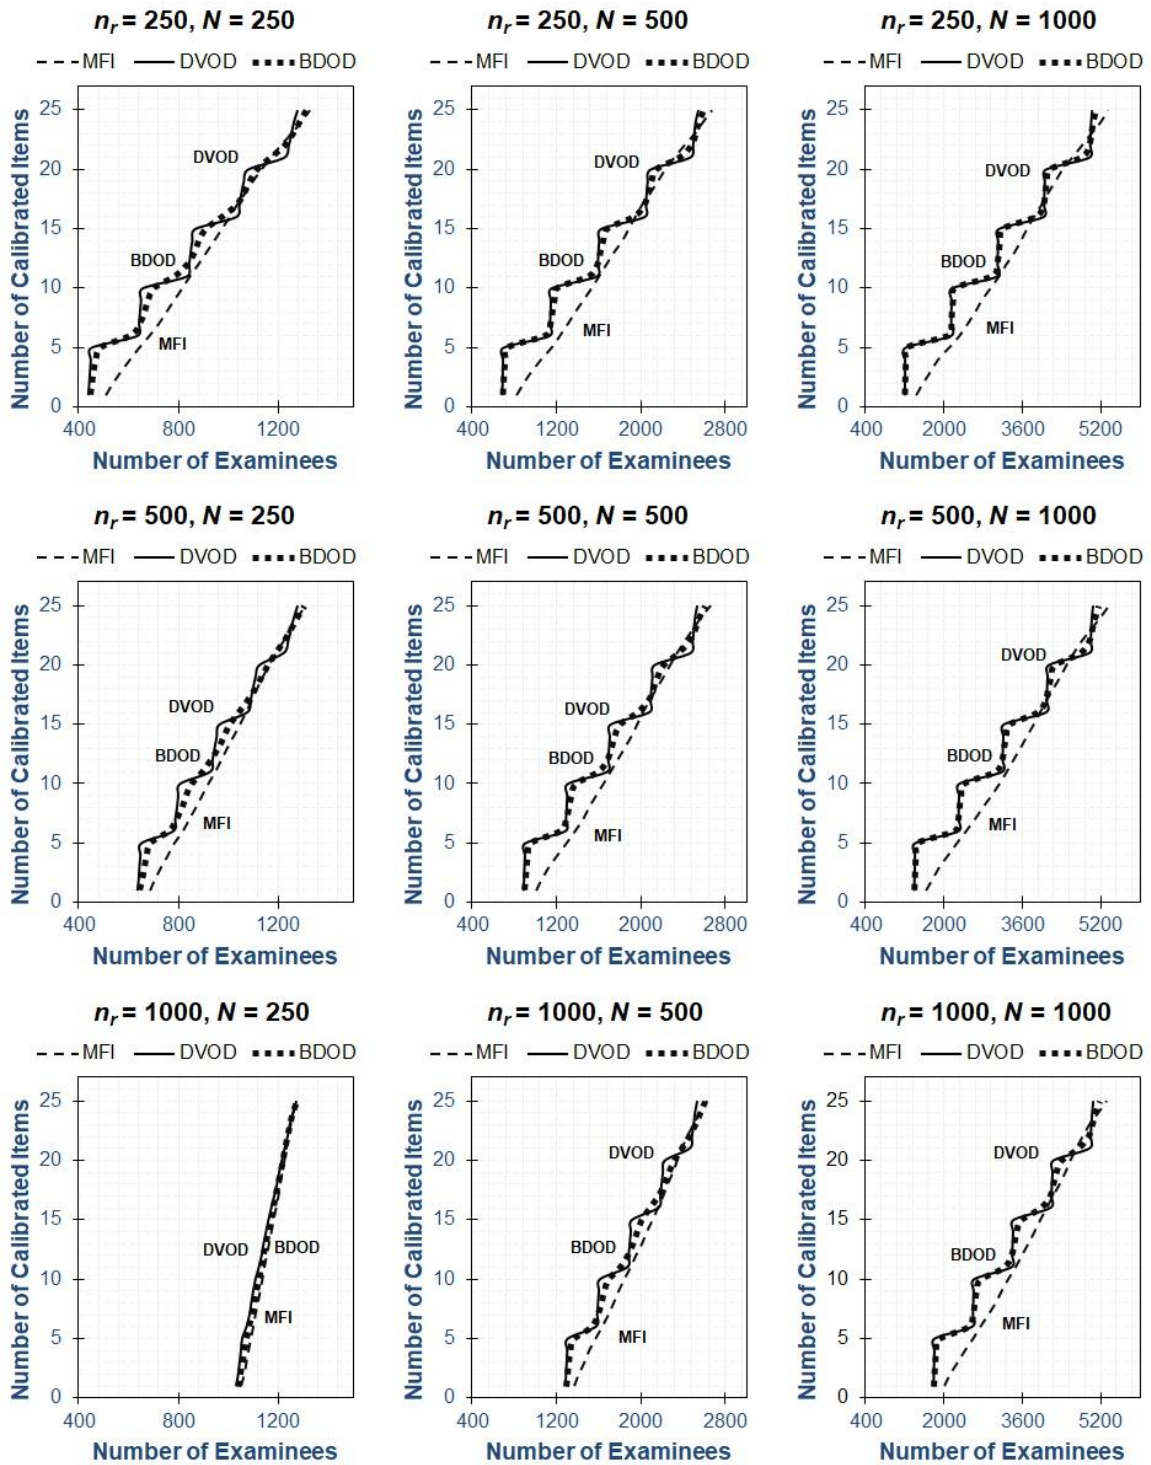 nr = 250, N = 250
nr = 250, N = 500
nr = 250, N = 1000
MFI DVOD BDOD
MFI DVOD BDOD
MFI DVOD BDOD
Number of Calibrated Items
25
20
15
10
5
0
DVOD
BDOD
MFI
400 800 1200
Number of Examinees
Number of Calibrated Items
25
20
15
10
5
0
DVOD
BDOD
MFI
400 1200 2000 2800
Number of Examinees
Number of Calibrated Items
25
20
15
10
5
0
DVOD
BDOD
MFI
400 2000 3600 5200
Number of Examinees
nr = 500, N = 250
nr = 500, N = 500
nr = 500, N = 1000
MFI DVOD BDOD
MFI DVOD BDOD
MFI DVOD BDOD
Number of Calibrated Items
25
20
15
10
5
0
DVOD
BDOD
MFI
400 800 1200
Number of Examinees
Number of Calibrated Items
25
20
15
10
5
0
DVOD
BDOD
MFI
400 1200 2000 2800
Number of Examinees
Number of Calibrated Items
25
20
15
10
5
0
DVOD
BDOD
MFI
400 2000 3600 5200
Number of Examinees
nr = 1000, N = 250
nr = 1000, N = 500
nr = 1000, N = 1000
MFI DVOD BDOD
MFI DVOD BDOD
MFI DVOD BDOD
Number of Calibrated Items
25
20
15
10
5
0
DVOD BDOD
MFI
400 800 1200
Number of Examinees
Number of Calibrated Items
25
20
15
10
5
0
DVOD
BDOD
MFI
400 1200 2000 2800
Number of Examinees
Number of Calibrated Items
25
20
15
10
5
0
DVOD
BDOD
MFI
400 2000 3600 5200
Number of Examinees